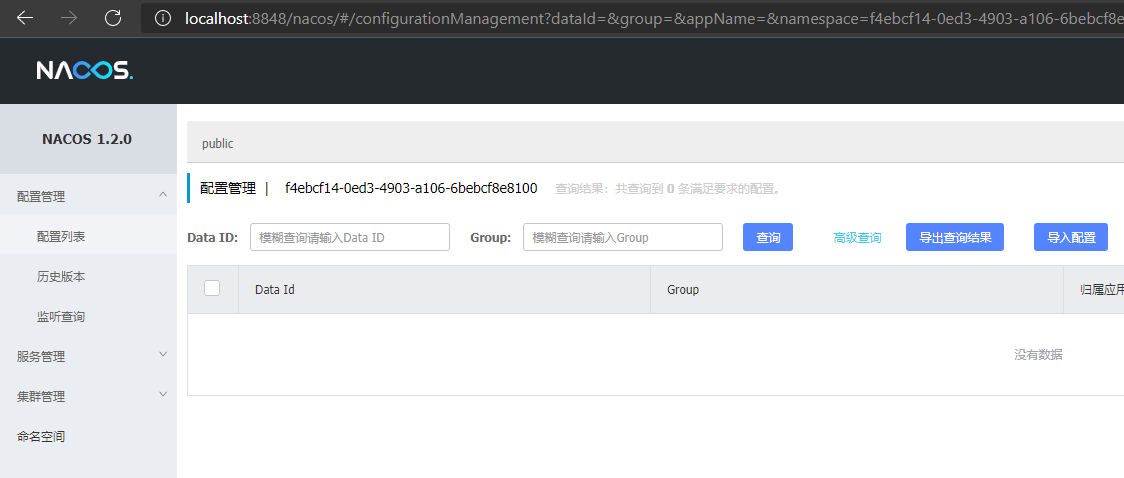 localhost:8848/nacos/#/configurationManagement?dataId=&group=&appName=&namespace=f4ebcf14-0ed3-4903-a106-6bebcf8e
NACOS.
NACOS 1.2.0
public
配置管理
配置管理 | f4ebcf14-0ed3-4903-a106-6bebcf8e8100 查询结果：共查询到 0 条满足要求的配置。
配置列表
Data ID: 模糊查询请输入Data ID Group: 模糊查询请输入Group 查询 高级查询 导出查询结果 导入配置
历史版本
Data Id Group 归属应用
监听查询
服务管理
没有数据
集群管理
命名空间